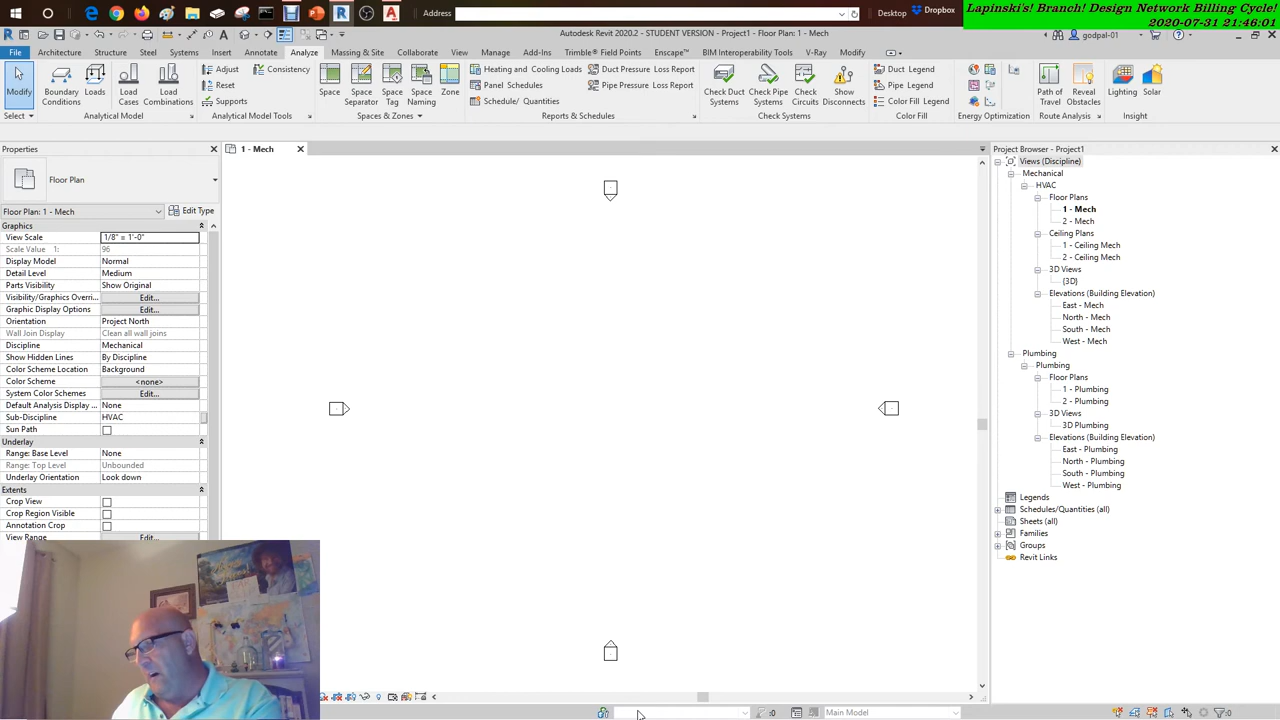 Address
Desktop
Dropbox
Lapinski's! Branch! Design Network Billing Cycle!
2020-07-31 21:46:01
Autodesk Revit 2020.2 - STUDENT VERSION - Project1 - Floor Plan: 1 - Mech
godpal-01
File Architecture Structure Steel Systems Insert Annotate Analyze Massing & Site Collaborate View Manage Add-Ins Trimble® Field Points Enscape™ BIM Interoperability Tools V-Ray Modify
Modify
Boundary Conditions
Loads
Load Cases
Load Combinations
Adjust
Reset
Supports
Consistency
Space
Space Separator
Space Tag
Space Naming
Zone
Heating and Cooling Loads
Panel Schedules
Schedule/ Quantities
Duct Pressure Loss Report
Pipe Pressure Loss Report
Check Duct Systems
Check Pipe Systems
Check Circuits
Show Disconnects
Duct Legend
Pipe Legend
Color Fill Legend
Path of Travel
Reveal Obstacles
Lighting
Solar
Select Analytical Model Analytical Model Tools Spaces & Zones Reports & Schedules Check Systems Color Fill Energy Optimization Route Analysis Insight
Properties
1 - Mech
Project Browser - Project1
Floor Plan
Floor Plan: 1 - Mech
Edit Type
Graphics
View Scale 1/8" = 1'-0"
Scale Value 1: 96
Display Model Normal
Detail Level Medium
Parts Visibility Show Original
Visibility/Graphics Overri... Edit...
Graphic Display Options Edit...
Orientation Project North
Wall Join Display Clean all wall joins
Discipline Mechanical
Show Hidden Lines By Discipline
Color Scheme Location Background
Color Scheme <none>
System Color Schemes Edit...
Default Analysis Display ... None
Sub-Discipline HVAC
Sun Path
Underlay
Range: Base Level None
Range: Top Level Unbounded
Underlay Orientation Look down
Extents
Crop View
Crop Region Visible
Annotation Crop
View Range Edit...
Views (Discipline)
Mechanical
HVAC
Floor Plans
1 - Mech
2 - Mech
Ceiling Plans
1 - Ceiling Mech
2 - Ceiling Mech
3D Views
{3D}
Elevations (Building Elevation)
East - Mech
North - Mech
South - Mech
West - Mech
Plumbing
Plumbing
Floor Plans
1 - Plumbing
2 - Plumbing
3D Views
3D Plumbing
Elevations (Building Elevation)
East - Plumbing
North - Plumbing
South - Plumbing
West - Plumbing
Legends
Schedules/Quantities (all)
Sheets (all)
Families
Groups
Revit Links
:0
Main Model
:0